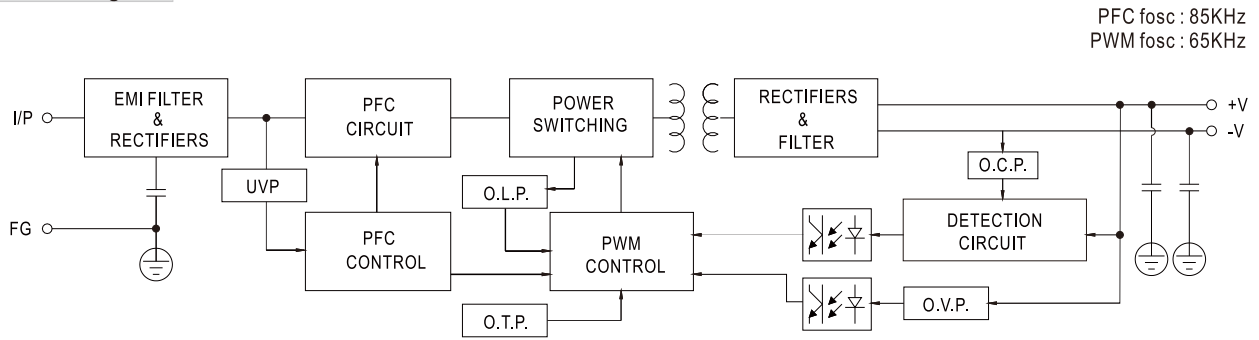 PFC fosc : 85KHz
PWM fosc : 65KHz
I/P
EMI FILTER
&
RECTIFIERS
PFC
CIRCUIT
POWER
SWITCHING
RECTIFIERS
&
FILTER
+V
-V
UVP
O.L.P.
O.C.P.
FG
PFC
CONTROL
PWM
CONTROL
DETECTION
CIRCUIT
O.T.P.
O.V.P.